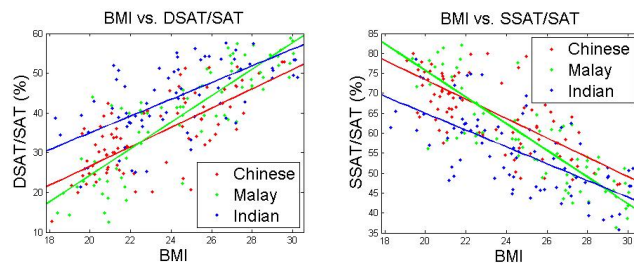 BMI vs. DSAT/SAT
DSAT/SAT (%)
60
50
40
30
20
10
18
20
22
24
26
28
30
BMI
Chinese
Malay
Indian
BMI vs. SSAT/SAT
SSAT/SAT (%)
85
80
75
70
65
60
55
50
45
40
35
18
20
22
24
26
28
30
BMI
Chinese
Malay
Indian